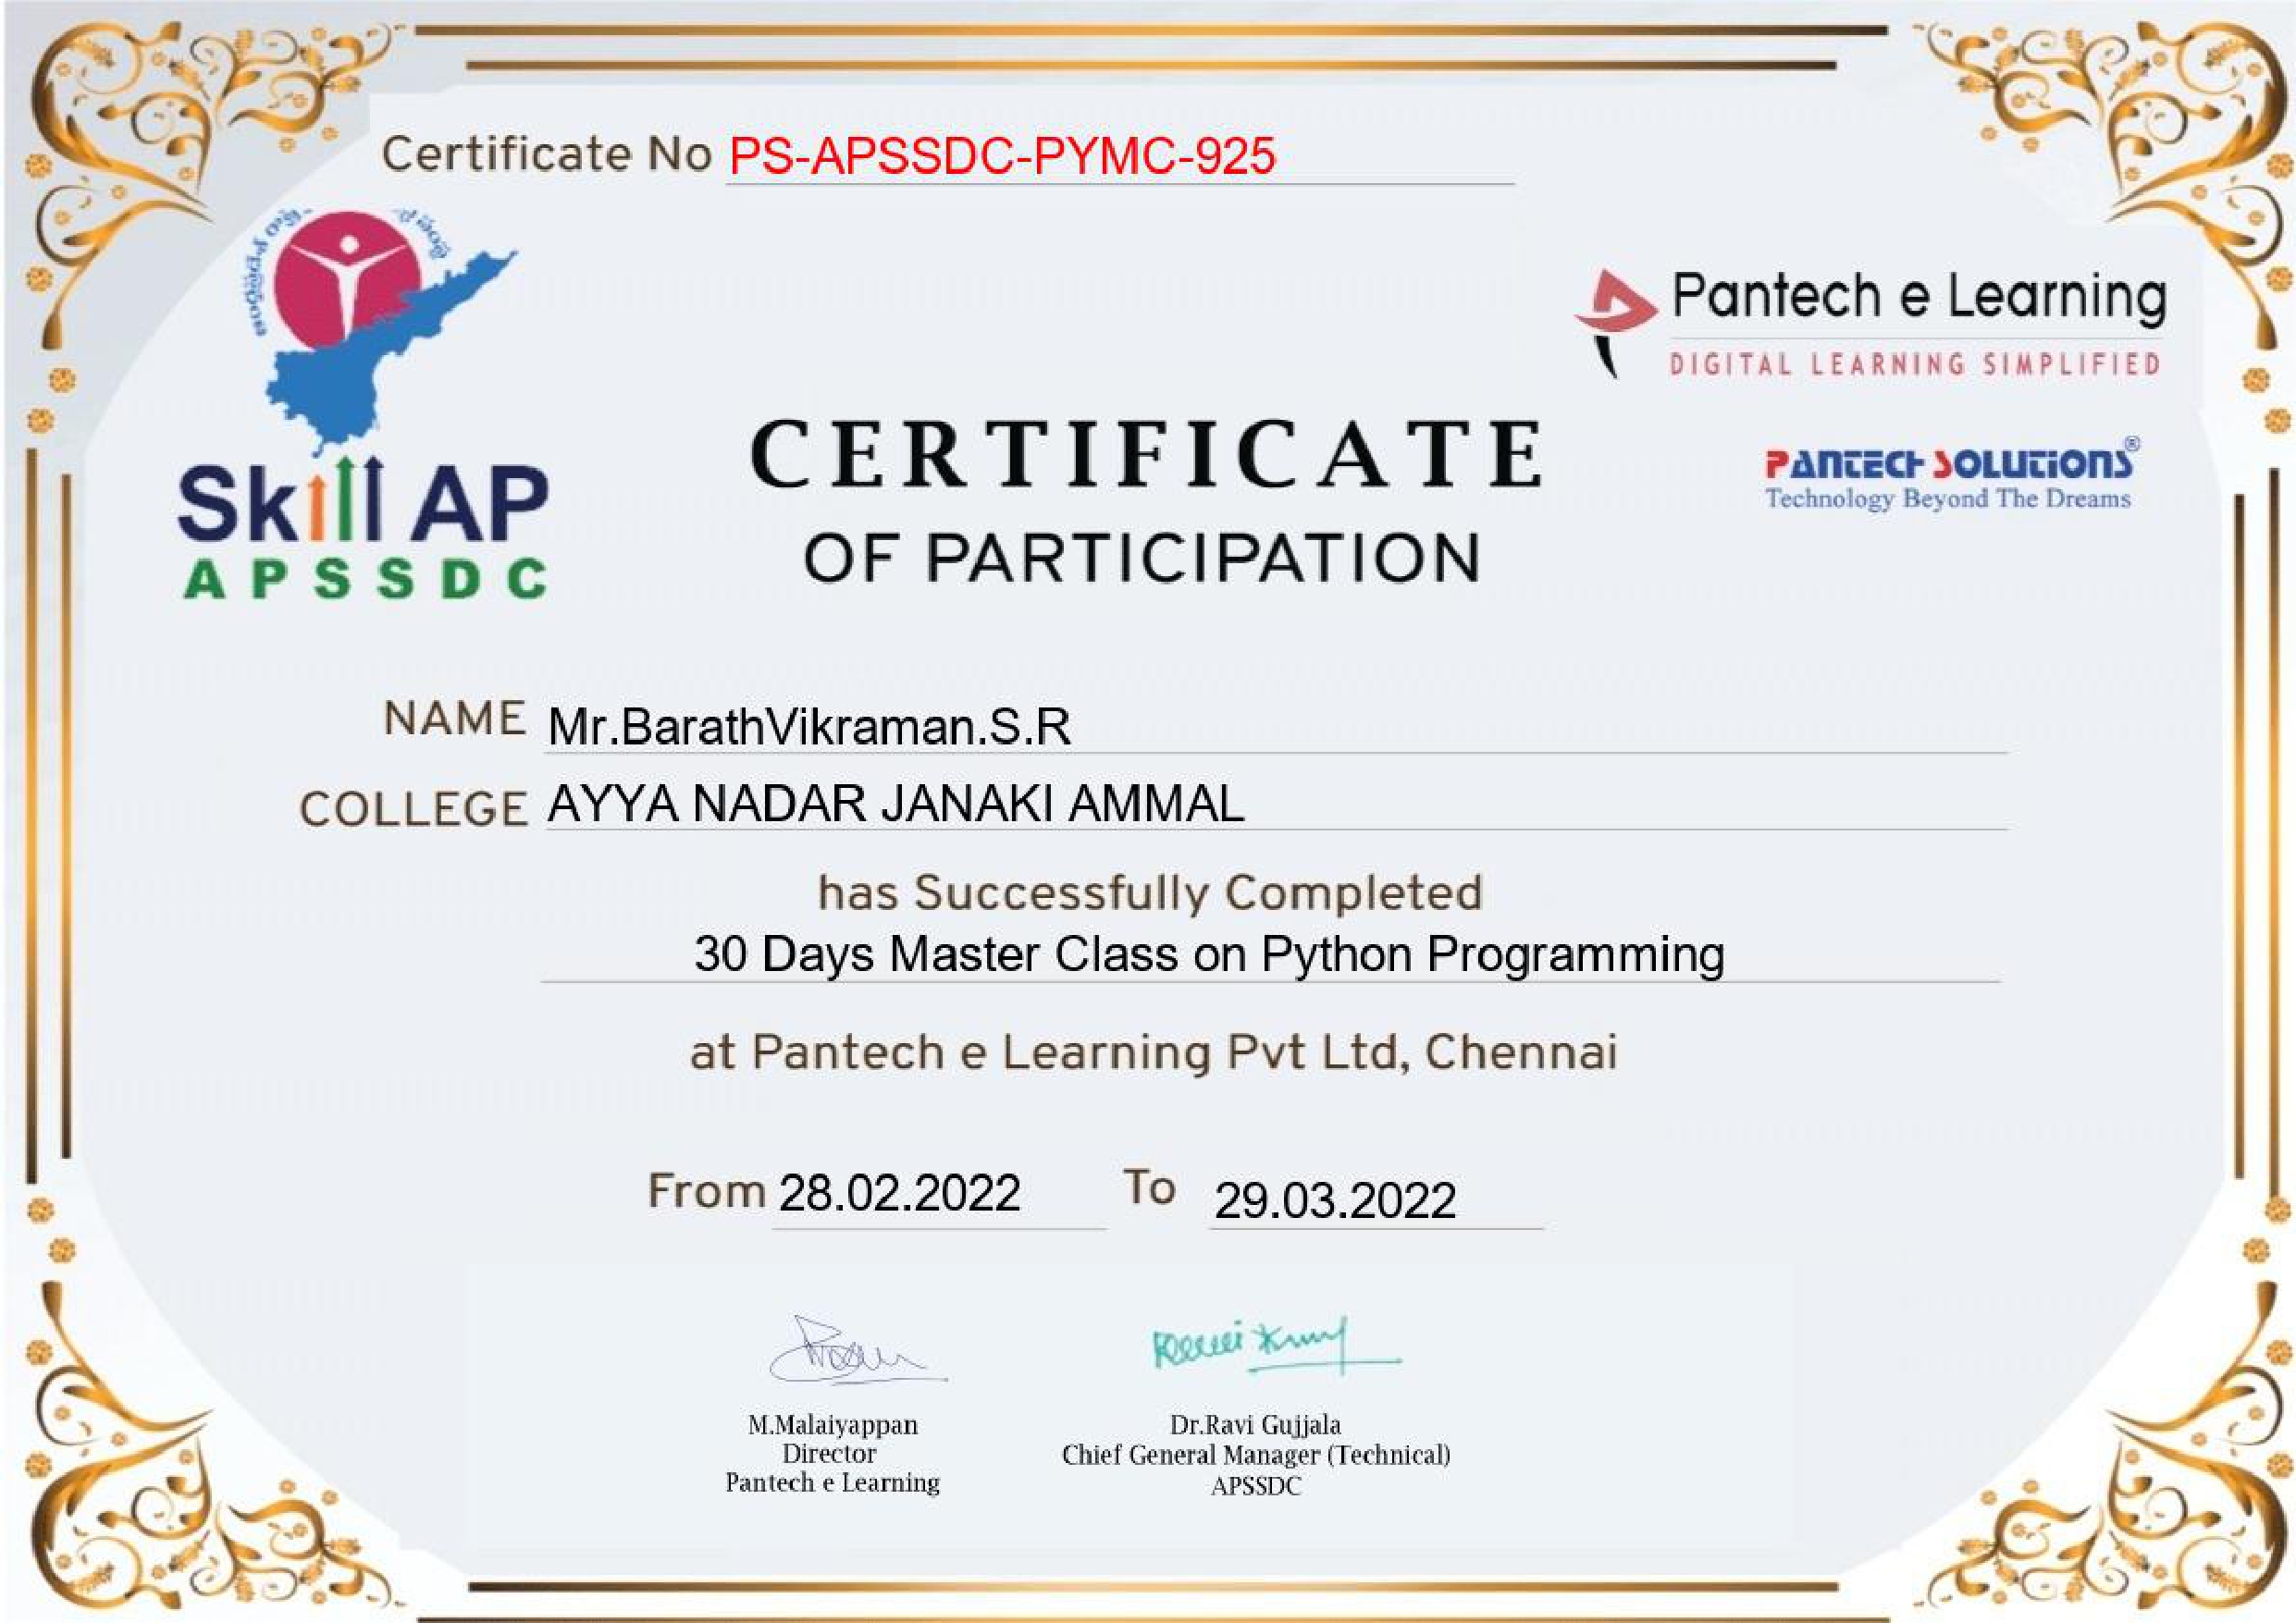 Certificate No PS-APSSDC-PYMC-925
Pantech e Learning
DIGITAL LEARNING SIMPLIFIED
PANTECH SOLUTIONS®
Technology Beyond The Dreams
Skill AP
APSSDC
CERTIFICATE
OF PARTICIPATION
NAME Mr.BarathVikraman.S.R
COLLEGE AYYA NADAR JANAKI AMMAL
has Successfully Completed
30 Days Master Class on Python Programming
at Pantech e Learning Pvt Ltd, Chennai
From 28.02.2022 To 29.03.2022
M.Malaiyappan
Director
Pantech e Learning
Dr.Ravi Gujjala
Chief General Manager (Technical)
APSSDC